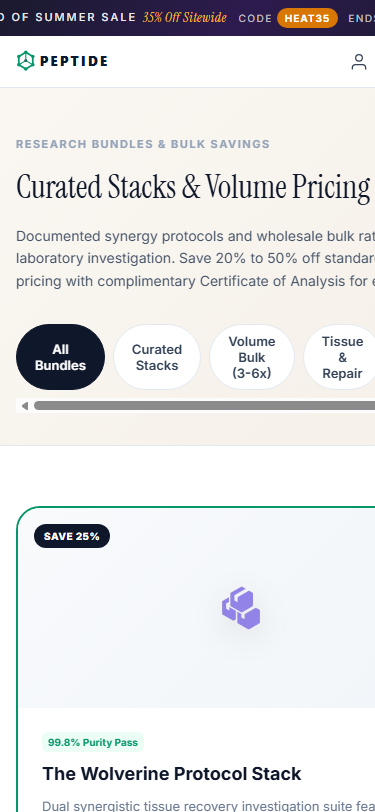 OF SUMMER SALE 35% Off Sitewide CODE HEAT35 ENDS
PEPTIDE
RESEARCH BUNDLES & BULK SAVINGS
Curated Stacks & Volume Pricing
Documented synergy protocols and wholesale bulk rat
laboratory investigation. Save 20% to 50% off standar
pricing with complimentary Certificate of Analysis for e
All
Bundles
Curated
Stacks
Volume
Bulk
(3-6x)
Tissue
&
Repair
SAVE 25%
99.8% Purity Pass
The Wolverine Protocol Stack
Dual synergistic tissue recovery investigation suite fea